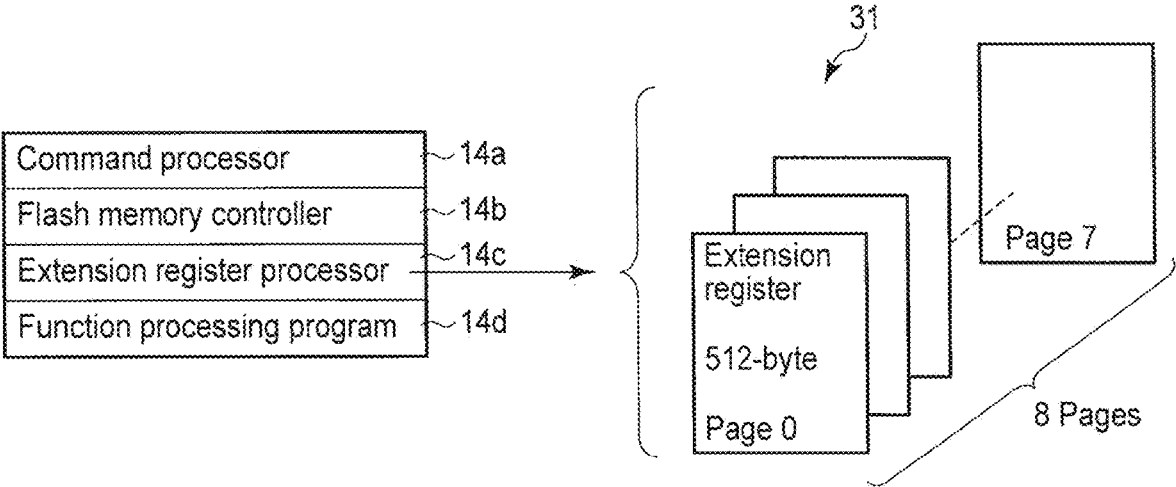 31
Command processor
14a
Flash memory controller
14b
Extension register processor
14c
Function processing program
14d
Extension
register
512-byte
Page 0
Page 7
8 Pages